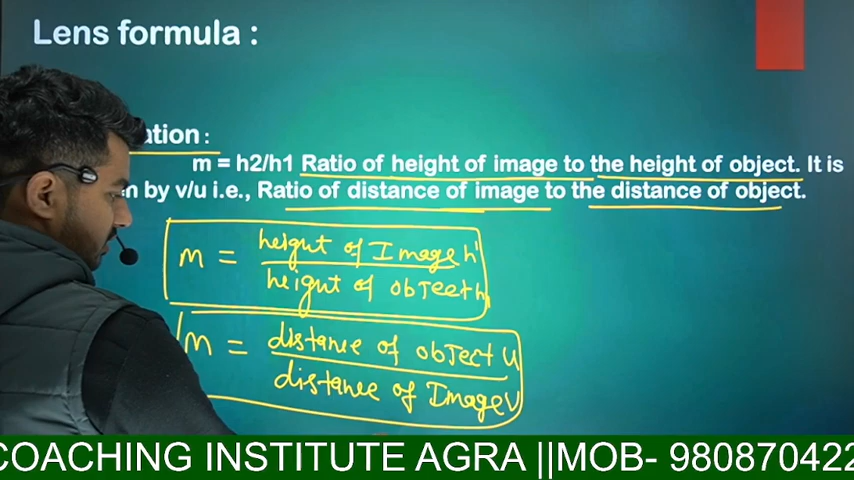 Lens formula :
ation :
m = h2/h1 Ratio of height of image to the height of object. It is
n by v/u i.e., Ratio of distance of image to the distance of object.
m = height of Image h'
height of object h
m = distance of object u
distance of Image v
COACHING INSTITUTE AGRA ||MOB- 980870422